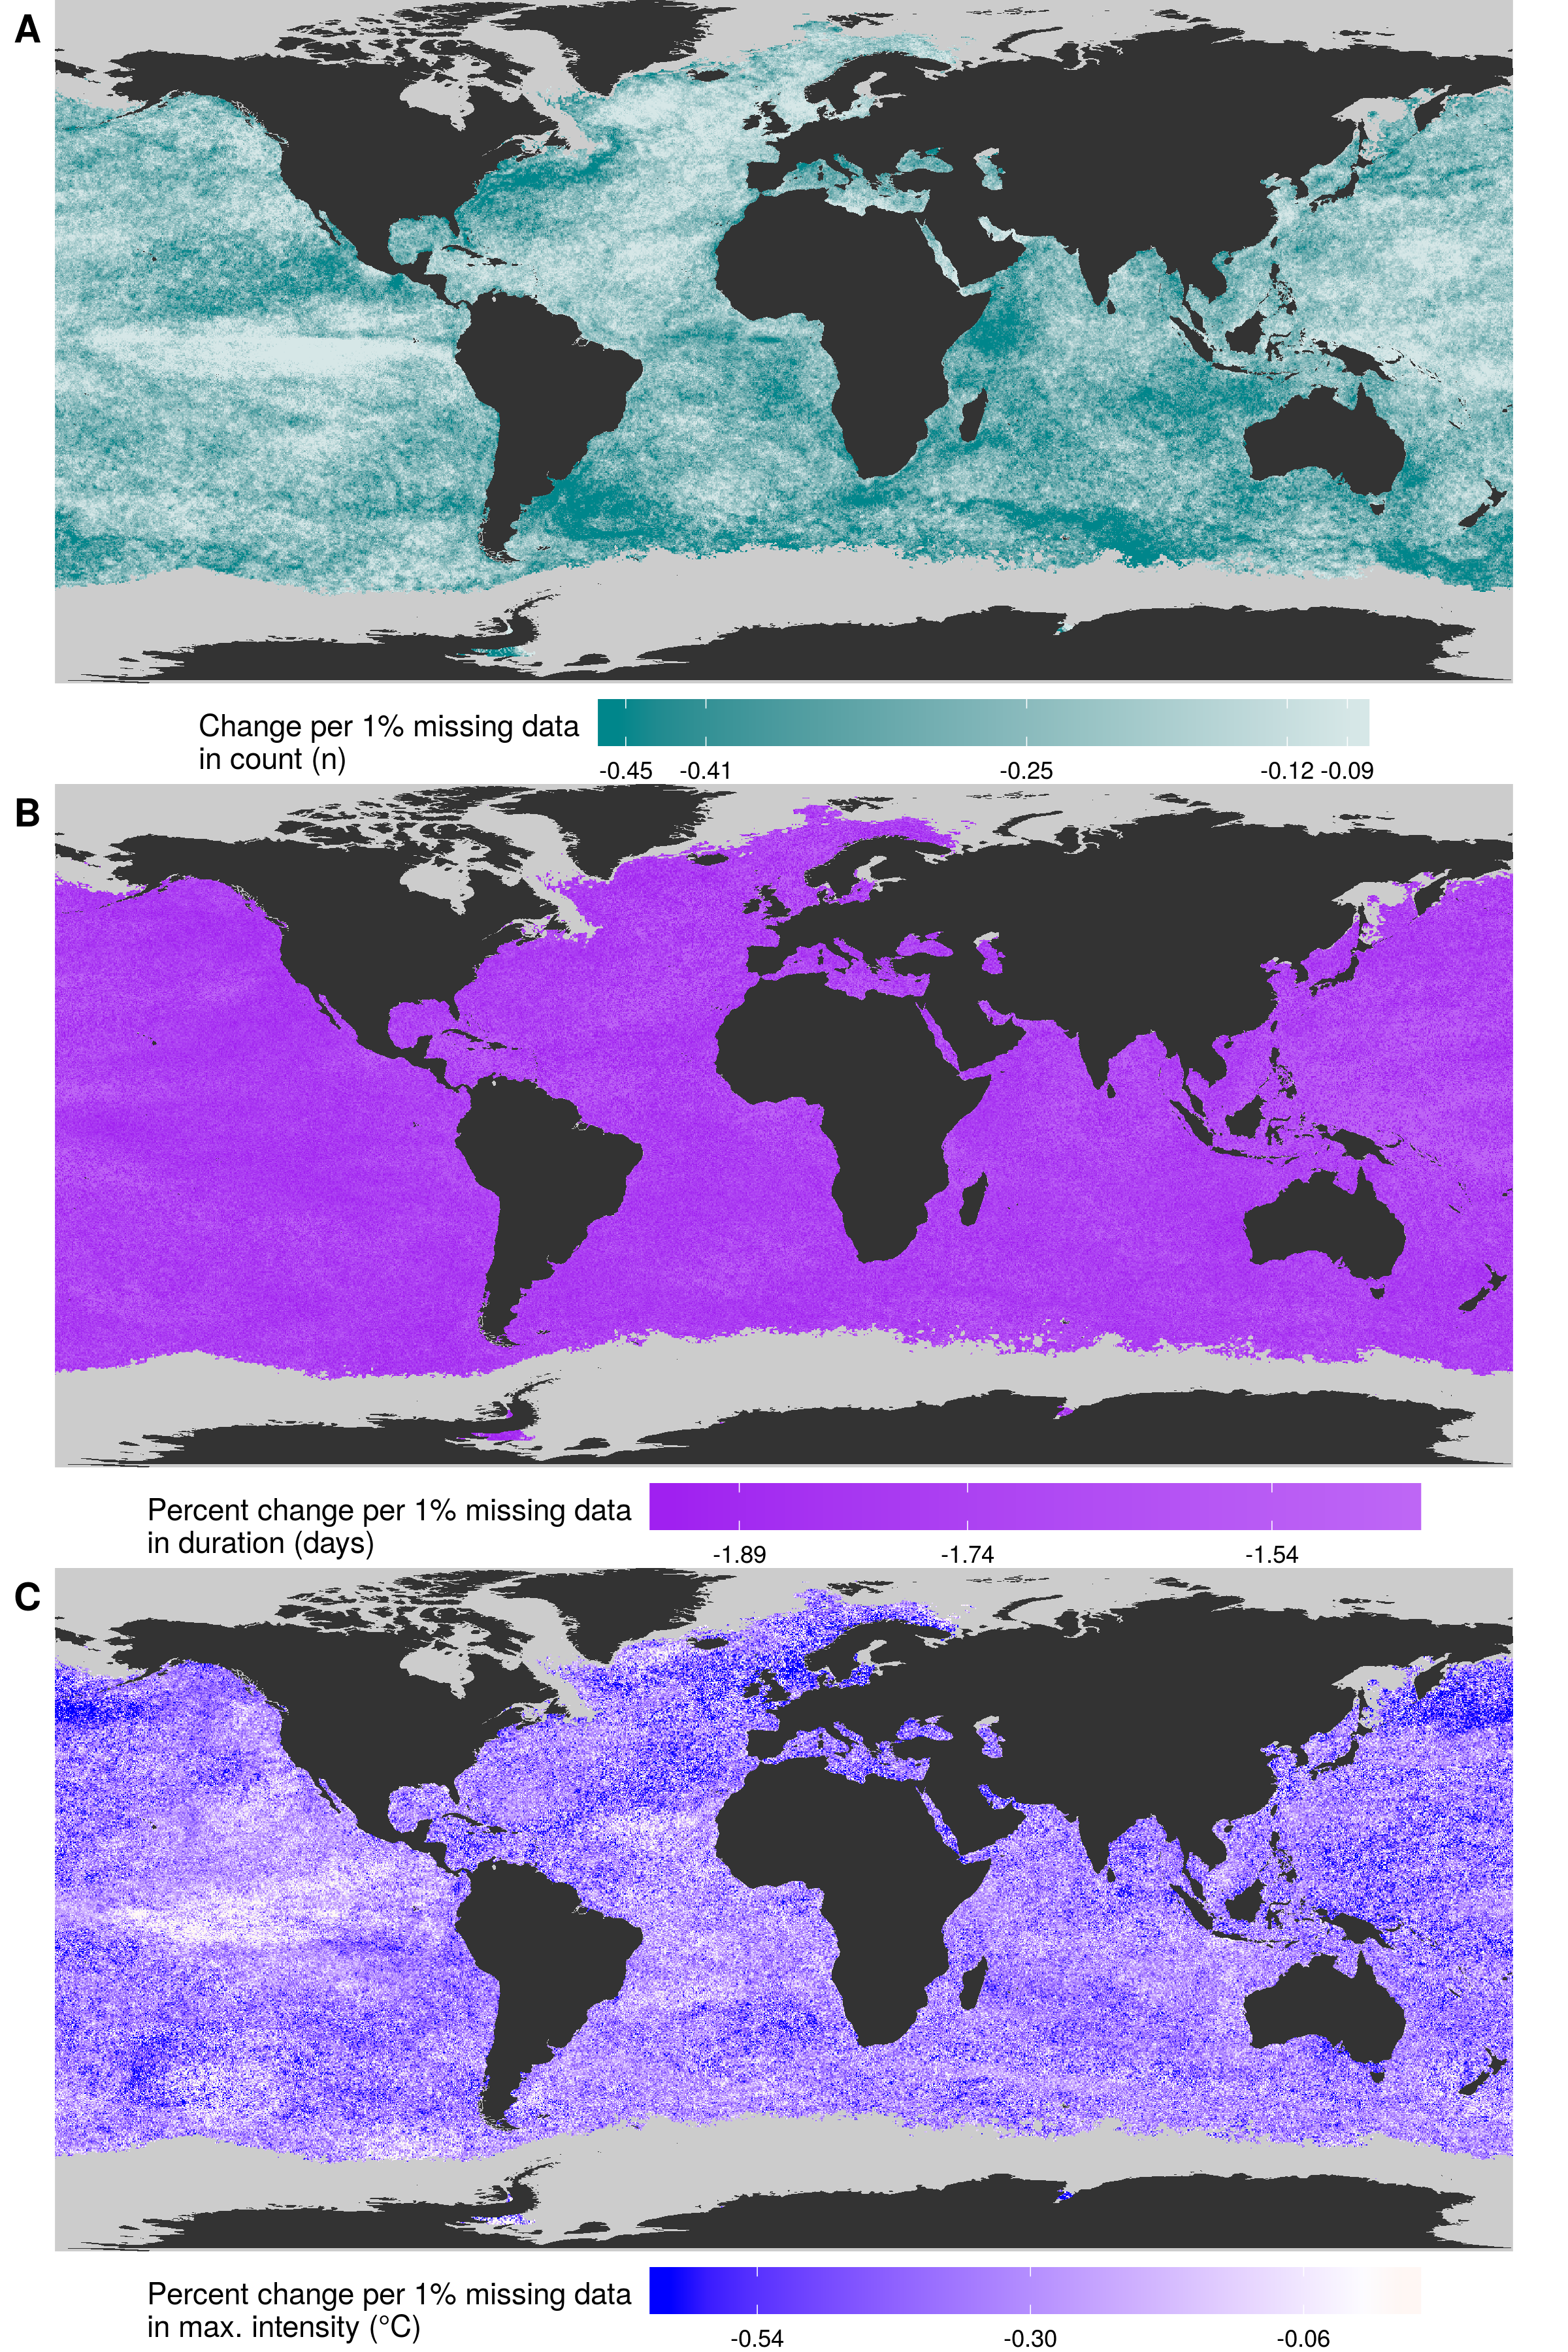 A
Change per 1% missing data
in count (n)
-0.45 -0.41 -0.25 -0.12 -0.09
B
Percent change per 1% missing data
in duration (days)
-1.89 -1.74 -1.54
C
Percent change per 1% missing data
in max. intensity (°C)
-0.54 -0.30 -0.06